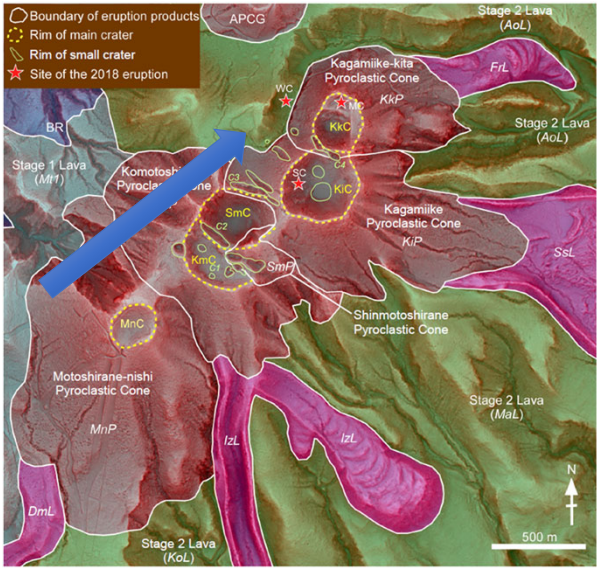 Boundary of eruption products
Rim of main crater
Rim of small crater
Site of the 2018 eruption
APCG
Stage 2 Lava
(AoL)
Kagamiike-kita
Pyroclastic Cone
KkP
FrL
WC
MC
KkC
Stage 2 Lava
(AoL)
BR
Stage 1 Lava
(Mt1)
Komotoshi
Pyroclastic Cone
C3
C4
SC
KiC
SmC
C2
Kagamiike
Pyroclastic Cone
KiP
KmC
C1
SmP
SsL
MnC
Shinmotoshirane
Pyroclastic Cone
Motoshirane-nishi
Pyroclastic Cone
MnP
Stage 2 Lava
(MaL)
IzL
IzL
DmL
Stage 2 Lava
(KoL)
N
500 m